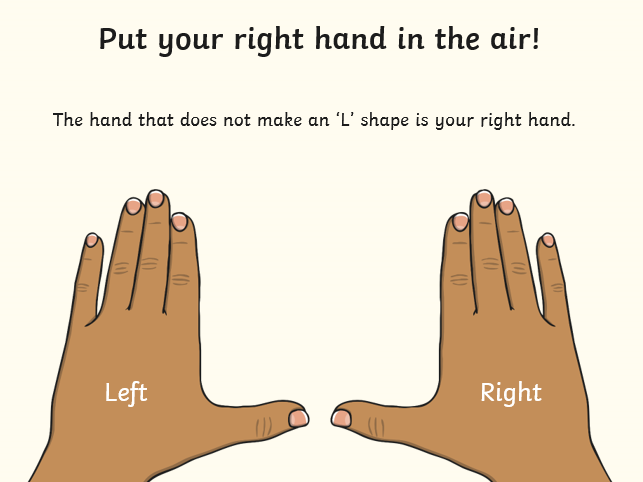 Put your right hand in the air!
The hand that does not make an ‘L’ shape is your right hand.
Left
Right